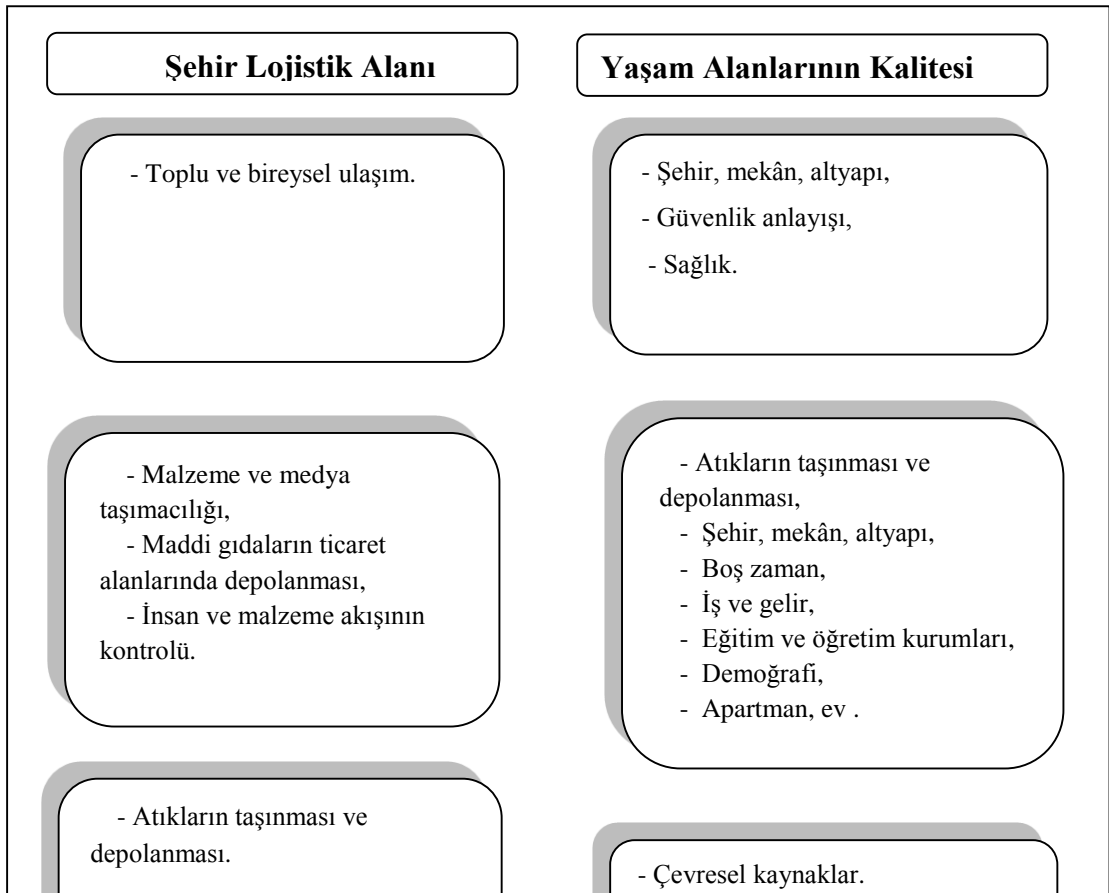 Şehir Lojistik Alanı
Yaşam Alanlarının Kalitesi
- Toplu ve bireysel ulaşım.
- Şehir, mekân, altyapı,
- Güvenlik anlayışı,
- Sağlık.
- Malzeme ve medya
taşımacılığı,
- Maddi gıdaların ticaret
alanlarında depolanması,
- İnsan ve malzeme akışının
kontrolü.
- Atıkların taşınması ve
depolanması,
- Şehir, mekân, altyapı,
- Boş zaman,
- İş ve gelir,
- Eğitim ve öğretim kurumları,
- Demoğrafi,
- Apartman, ev .
- Atıkların taşınması ve
depolanması.
- Çevresel kaynaklar.